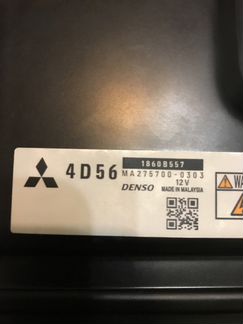 1860B557
4D56
MA275700-0303
DENSO
12V
MADE IN MALAYSIA